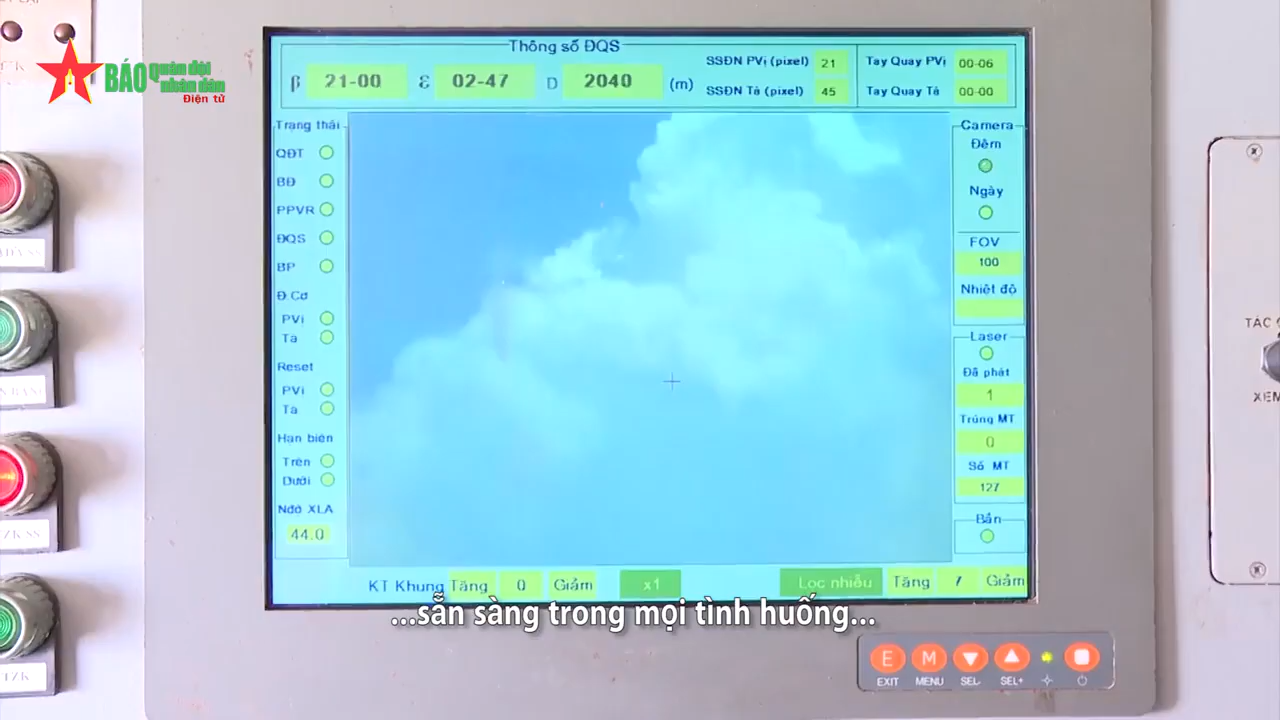 BÁO Quân đội nhân dân
Điện tử
Thông số ĐQS
β 21-00 ε 02-47 D 2040 (m)
SSĐN PVị (pixel) 21
SSĐN Tà (pixel) 45
Tay Quay PVị 00-06
Tay Quay Tà 00-00
Trạng thái
QĐT
BĐ
PPVR
ĐQS
BP
Đ.Cơ
PVị
Tà
Reset
PVị
Tà
Hạn biên
Trên
Dưới
Nđộ XLA
44.0
Camera
Đêm
Ngày
FOV
100
Nhiệt độ
Laser
Đã phát
1
Trúng MT
0
Số MT
127
Bắn
KT Khung Tăng 0 Giảm x1 Lọc nhiễu Tăng 7 Giảm
...sẵn sàng trong mọi tình huống...
E M
EXIT MENU SEL- SEL+
XEM